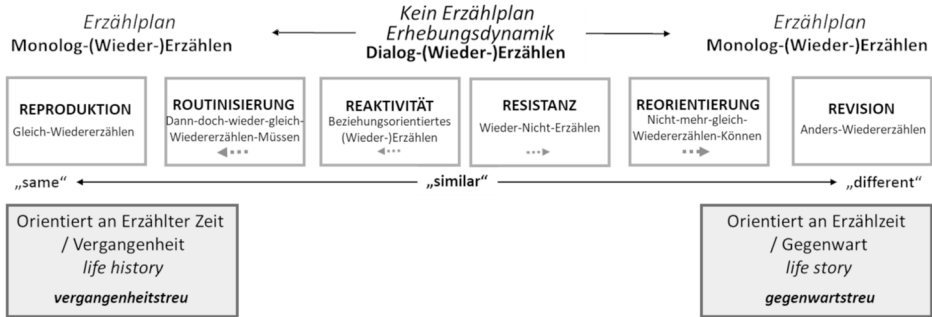 Erzählplan
Monolog-(Wieder-)Erzählen
Kein Erzählplan
Erhebungsdynamik
Dialog-(Wieder-)Erzählen
Erzählplan
Monolog-(Wieder-)Erzählen
REPRODUKTION
Gleich-Wiedererzählen
ROUTINISIERUNG
Dann-doch-wieder-gleich-
Wiedererzählen-Müssen
REAKTIVITÄT
Beziehungsorientiertes
(Wieder-)Erzählen
RESISTANZ
Wieder-Nicht-Erzählen
REORIENTIERUNG
Nicht-mehr-gleich-
Wiedererzählen-Können
REVISION
Anders-Wiedererzählen
„same“
„similar“
„different“
Orientiert an Erzählter Zeit
/ Vergangenheit
life history
vergangenheitstreu
Orientiert an Erzählzeit
/ Gegenwart
life story
gegenwartstreu